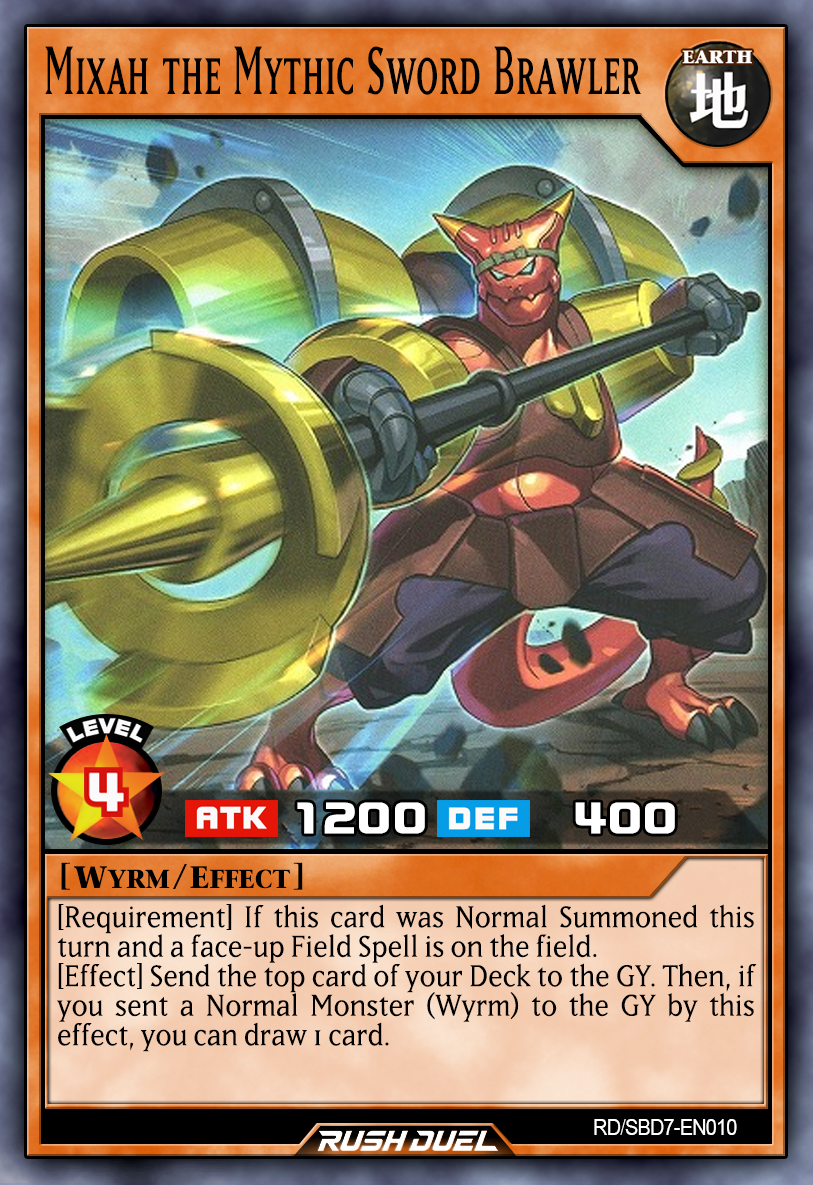 Mixah the Mythic Sword Brawler
EARTH
地
LEVEL
4
ATK 1200 DEF 400
[Wyrm/Effect]
[Requirement] If this card was Normal Summoned this
turn and a face-up Field Spell is on the field.
[Effect] Send the top card of your Deck to the GY. Then, if
you sent a Normal Monster (Wyrm) to the GY by this
effect, you can draw 1 card.
RUSH DUEL
RD/SBD7-EN010